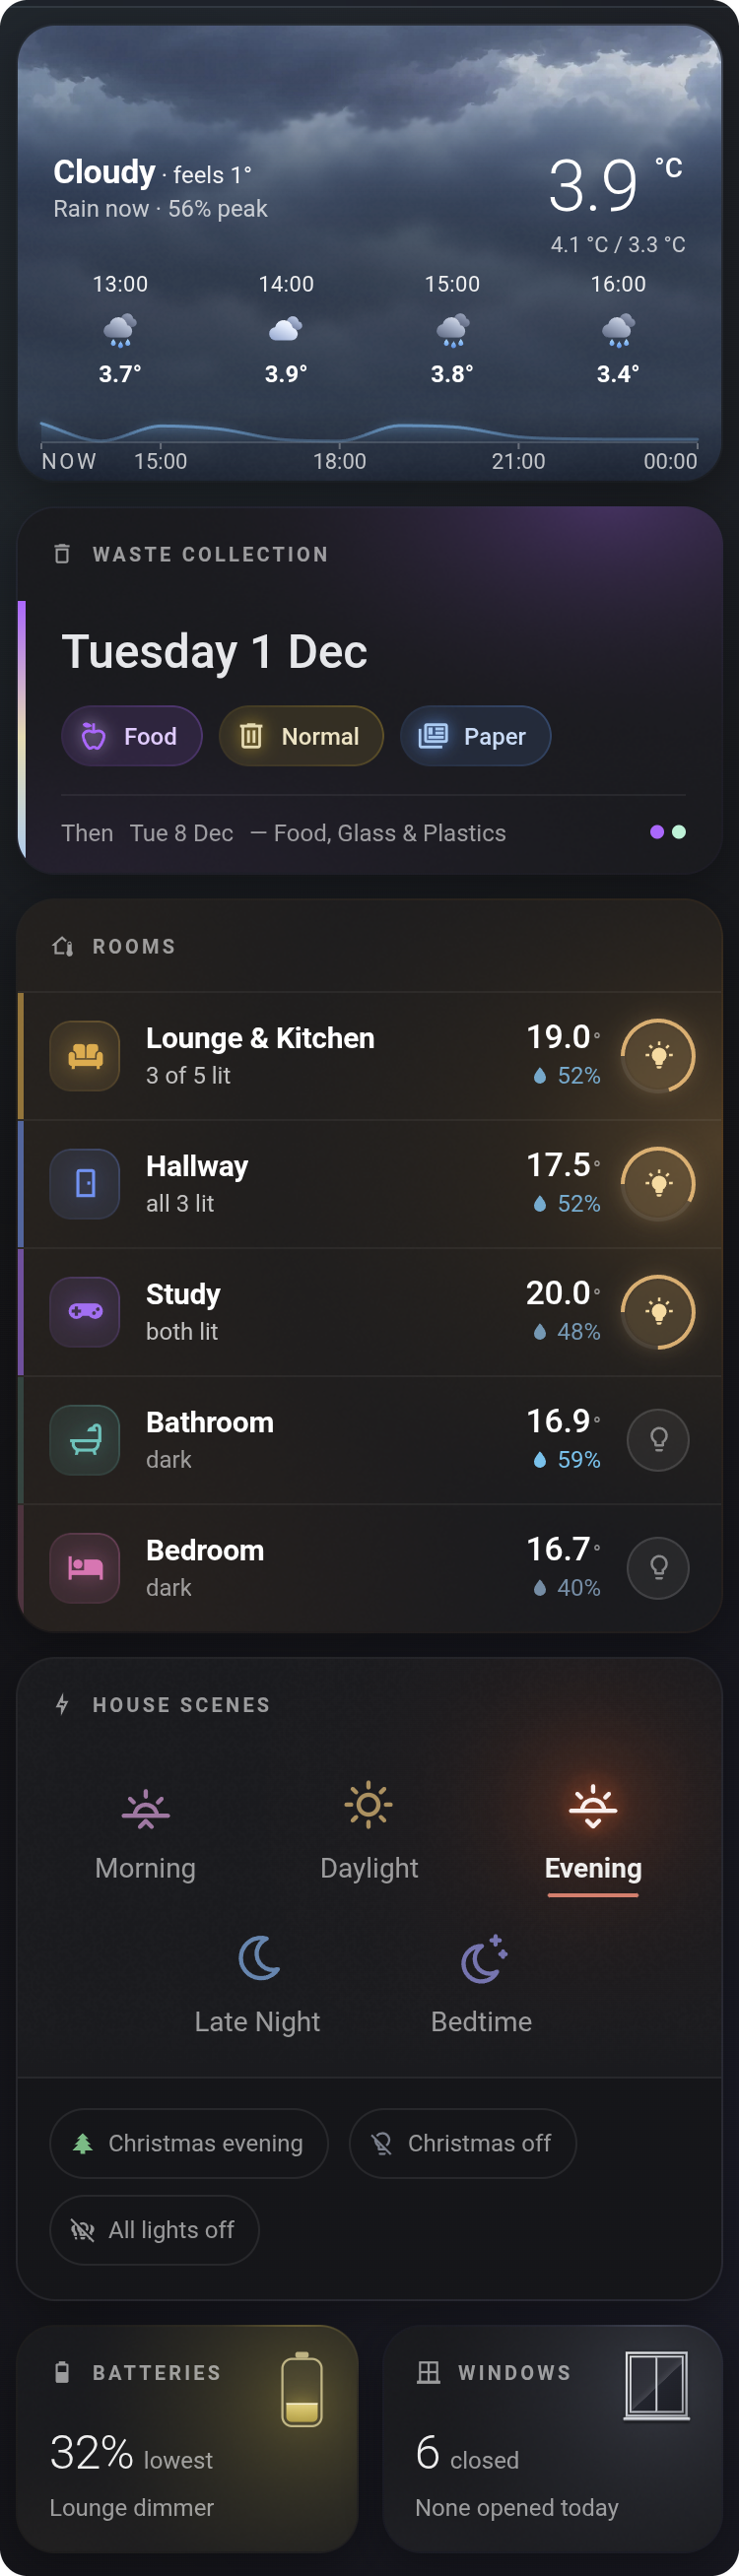 Cloudy · feels 1°
Rain now · 56% peak
3.9 °C
4.1 °C / 3.3 °C
13:00 14:00 15:00 16:00
3.7° 3.9° 3.8° 3.4°
NOW 15:00 18:00 21:00 00:00
WASTE COLLECTION
Tuesday 1 Dec
Food Normal Paper
Then Tue 8 Dec — Food, Glass & Plastics
ROOMS
Lounge & Kitchen 19.0°
3 of 5 lit 52%
Hallway 17.5°
all 3 lit 52%
Study 20.0°
both lit 48%
Bathroom 16.9°
dark 59%
Bedroom 16.7°
dark 40%
HOUSE SCENES
Morning Daylight Evening
Late Night Bedtime
Christmas evening Christmas off
All lights off
BATTERIES
32% lowest
Lounge dimmer
WINDOWS
6 closed
None opened today